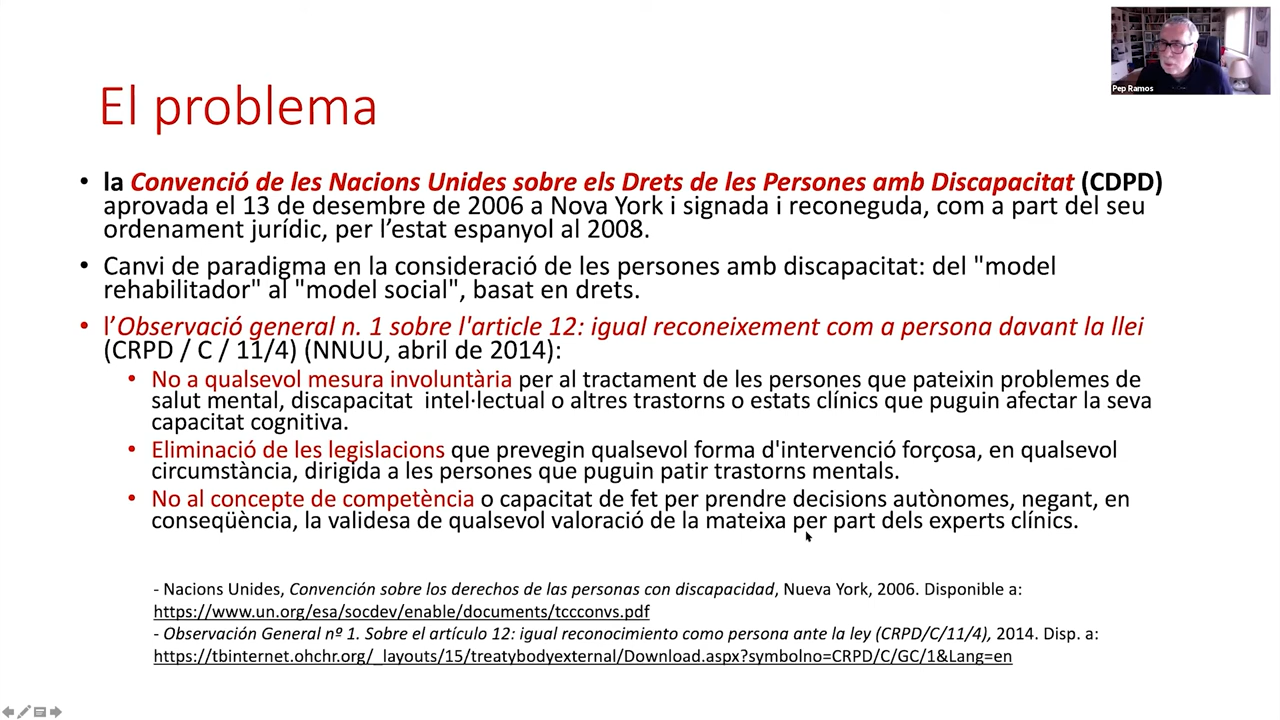 Pep Ramos
El problema
• la Convenció de les Nacions Unides sobre els Drets de les Persones amb Discapacitat (CDPD)
aprovada el 13 de desembre de 2006 a Nova York i signada i reconeguda, com a part del seu
ordenament jurídic, per l’estat espanyol al 2008.
• Canvi de paradigma en la consideració de les persones amb discapacitat: del "model
rehabilitador" al "model social", basat en drets.
• l’Observació general n. 1 sobre l'article 12: igual reconeixement com a persona davant la llei
(CRPD / C / 11/4) (NNUU, abril de 2014):
• No a qualsevol mesura involuntària per al tractament de les persones que pateixin problemes de
salut mental, discapacitat intel·lectual o altres trastorns o estats clínics que puguin afectar la seva
capacitat cognitiva.
• Eliminació de les legislacions que prevegin qualsevol forma d'intervenció forçosa, en qualsevol
circumstància, dirigida a les persones que puguin patir trastorns mentals.
• No al concepte de competència o capacitat de fet per prendre decisions autònomes, negant, en
conseqüència, la validesa de qualsevol valoració de la mateixa per part dels experts clínics.
- Nacions Unides, Convención sobre los derechos de las personas con discapacidad, Nueva York, 2006. Disponible a:
https://www.un.org/esa/socdev/enable/documents/tccconvs.pdf
- Observación General nº 1. Sobre el artículo 12: igual reconocimiento como persona ante la ley (CRPD/C/11/4), 2014. Disp. a:
https://tbinternet.ohchr.org/_layouts/15/treatybodyexternal/Download.aspx?symbolno=CRPD/C/GC/1&Lang=en